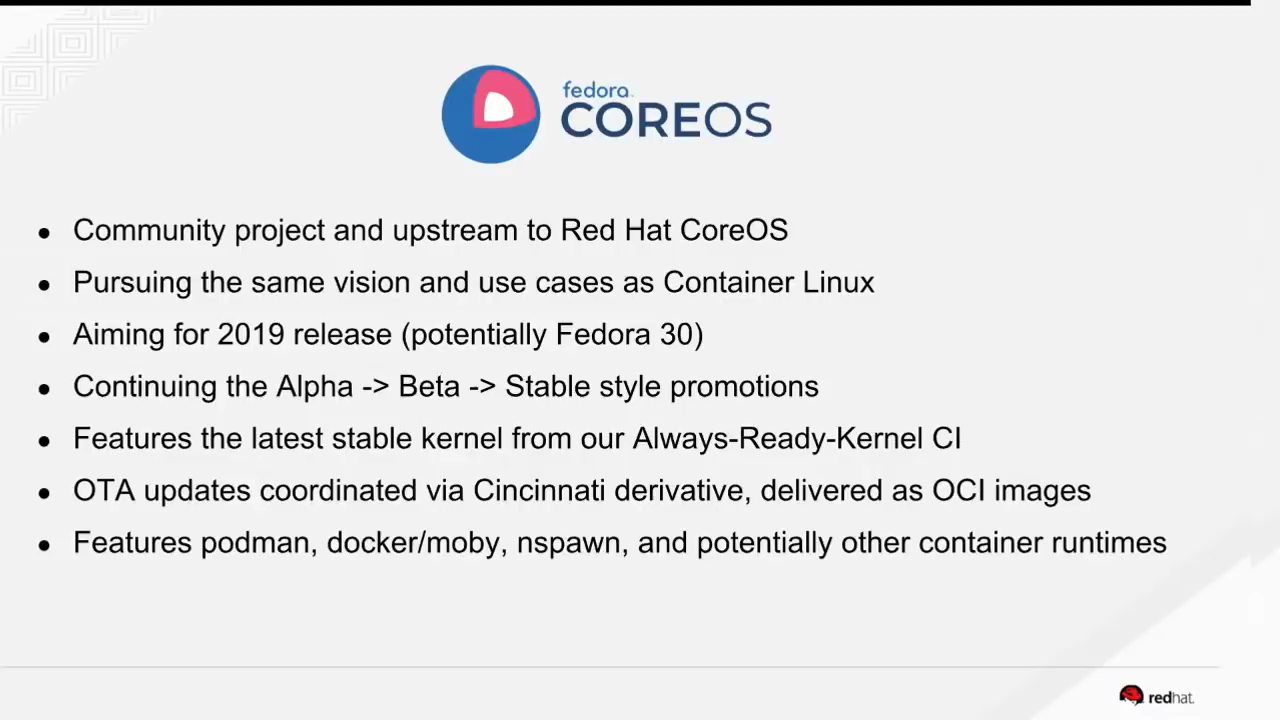 fedora™
COREOS
● Community project and upstream to Red Hat CoreOS
● Pursuing the same vision and use cases as Container Linux
● Aiming for 2019 release (potentially Fedora 30)
● Continuing the Alpha -> Beta -> Stable style promotions
● Features the latest stable kernel from our Always-Ready-Kernel CI
● OTA updates coordinated via Cincinnati derivative, delivered as OCI images
● Features podman, docker/moby, nspawn, and potentially other container runtimes
redhat.